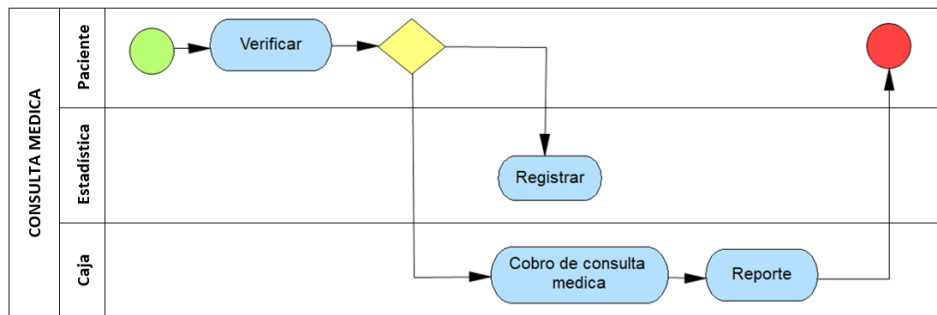 CONSULTA MEDICA
Paciente
Verificar
Estadística
Registrar
Caja
Cobro de consulta
medica
Reporte